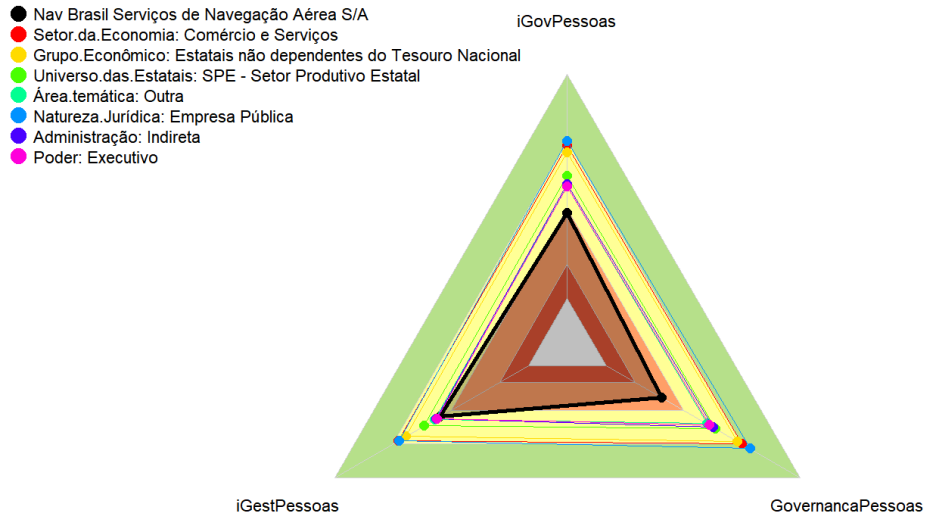 Nav Brasil Serviços de Navegação Aérea S/A
Setor.da.Economia: Comércio e Serviços
Grupo.Econômico: Estatais não dependentes do Tesouro Nacional
Universo.das.Estatais: SPE - Setor Produtivo Estatal
Área.temática: Outra
Natureza.Jurídica: Empresa Pública
Administração: Indireta
Poder: Executivo
iGovPessoas
iGestPessoas
GovernancaPessoas